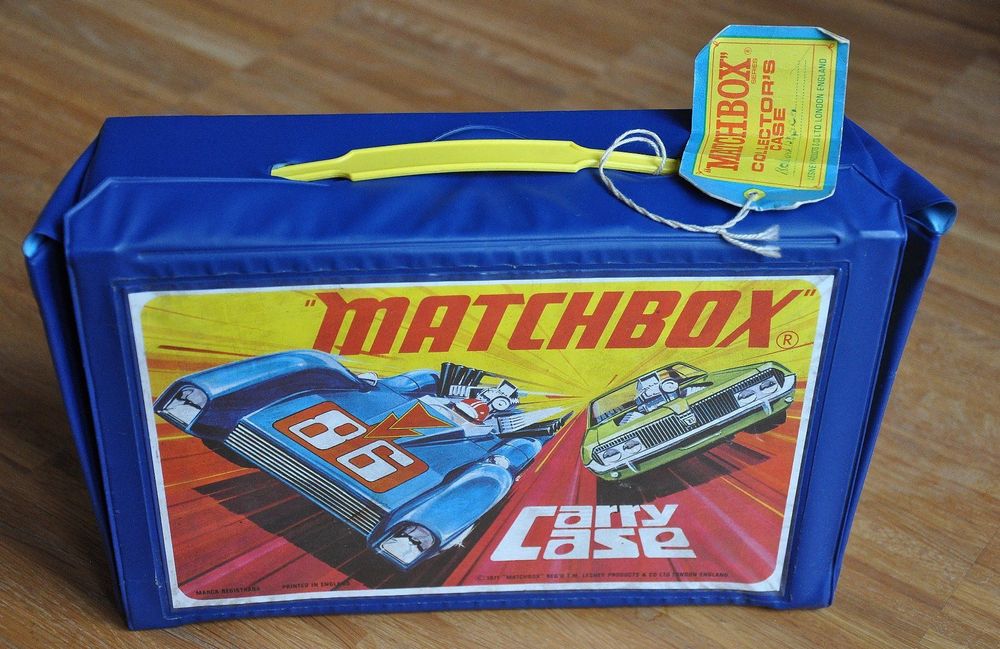 "MATCHBOX"
SERIES ®
COLLECTOR'S
CASE
LESNEY PRODUCTS & CO LTD LONDON ENGLAND
"MATCHBOX"
®
86
Carry
Case
MARCA REGISTRADA PRINTED IN ENGLAND
© 1971 "MATCHBOX" REG'D T.M. LESNEY PRODUCTS & CO LTD LONDON ENGLAND